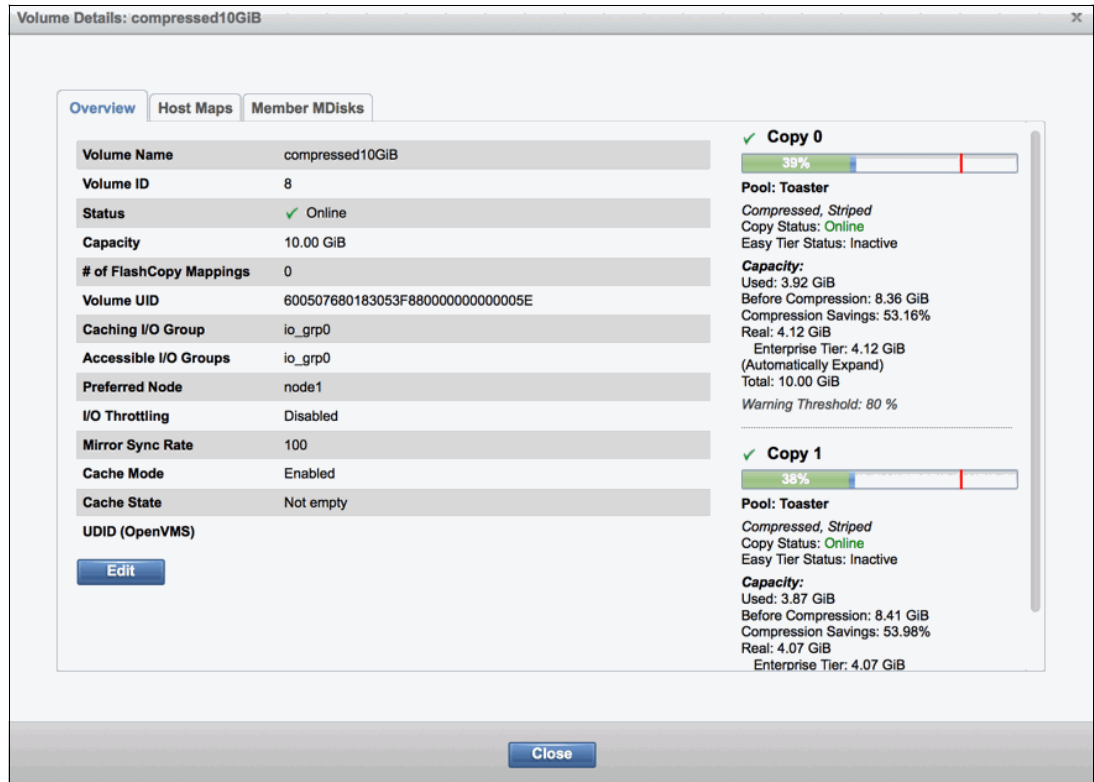 Volume Details: compressed10GiB x
Overview Host Maps Member MDisks
Volume Name compressed10GiB
Volume ID 8
Status Online
Capacity 10.00 GiB
# of FlashCopy Mappings 0
Volume UID 600507680183053F880000000000005E
Caching I/O Group io_grp0
Accessible I/O Groups io_grp0
Preferred Node node1
I/O Throttling Disabled
Mirror Sync Rate 100
Cache Mode Enabled
Cache State Not empty
UDID (OpenVMS)
Edit
Copy 0
39%
Pool: Toaster
Compressed, Striped
Copy Status: Online
Easy Tier Status: Inactive
Capacity:
Used: 3.92 GiB
Before Compression: 8.36 GiB
Compression Savings: 53.16%
Real: 4.12 GiB
Enterprise Tier: 4.12 GiB
(Automatically Expand)
Total: 10.00 GiB
Warning Threshold: 80 %
Copy 1
38%
Pool: Toaster
Compressed, Striped
Copy Status: Online
Easy Tier Status: Inactive
Capacity:
Used: 3.87 GiB
Before Compression: 8.41 GiB
Compression Savings: 53.98%
Real: 4.07 GiB
Enterprise Tier: 4.07 GiB
Close